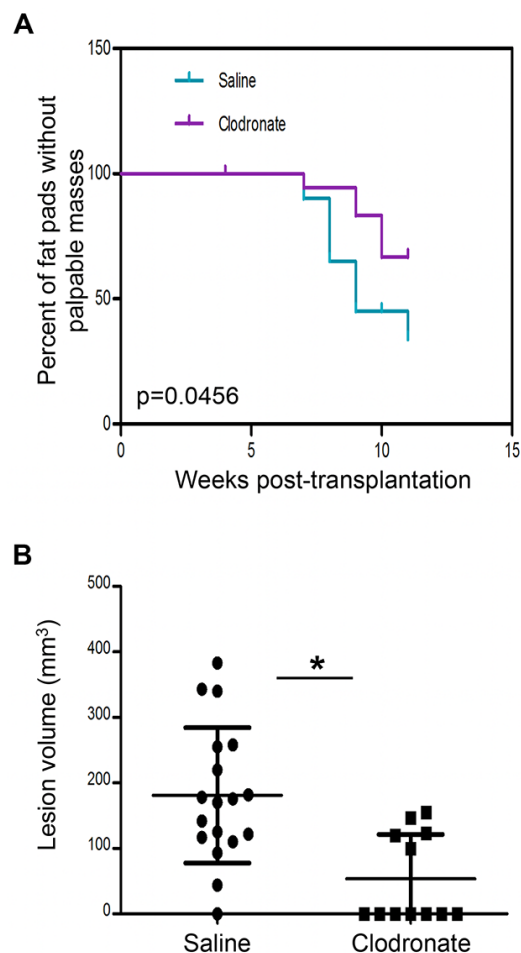 A
150
Saline
Clodronate
100
50
0
p=0.0456
Percent of fat pads without
palpable masses
0 5 10 15
Weeks post-transplantation
B
500
400
300
200
100
0
*
Lesion volume (mm³)
Saline Clodronate